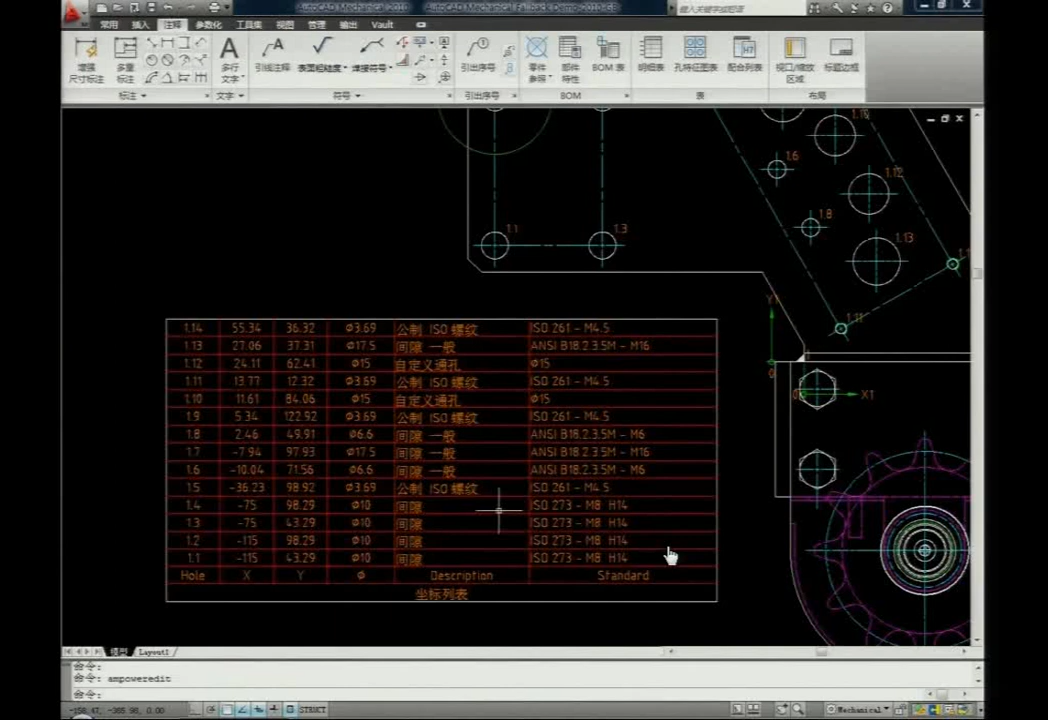 AutoCAD Mechanical 2010 AutoCAD Mechanical Fallback Demo-2010
常用 插入 注释 参数化 工具集 视图 管理 输出 Vault
增强尺寸标注
多重标注
多行文字
引线注释
表面粗糙度
焊接符号
引出序号
零件参照
部件特性
BOM 表
明细表
孔特征图表
配合列表
视口/缩放区域
标题边框
标注 文字 符号 引出序号 BOM 表 布局
1.10
1.6
1.12
1.8
1.1
1.3
1.13
1.11
Y1
X1
1.14 55.34 36.32 Ø3.69 公制 ISO 螺纹 ISO 261 - M4.5
1.13 27.06 37.31 Ø17.5 间隙 一般 ANSI B18.2.3.5M - M16
1.12 24.11 62.41 Ø15 自定义通孔 Ø15
1.11 13.77 12.32 Ø3.69 公制 ISO 螺纹 ISO 261 - M4.5
1.10 11.61 84.06 Ø15 自定义通孔 Ø15
1.9 5.34 122.92 Ø3.69 公制 ISO 螺纹 ISO 261 - M4.5
1.8 2.46 49.91 Ø6.6 间隙 一般 ANSI B18.2.3.5M - M6
1.7 -7.94 97.93 Ø17.5 间隙 一般 ANSI B18.2.3.5M - M16
1.6 -10.04 71.56 Ø6.6 间隙 一般 ANSI B18.2.3.5M - M6
1.5 -36.23 98.92 Ø3.69 公制 ISO 螺纹 ISO 261 - M4.5
1.4 -75 98.29 Ø10 间隙 ISO 273 - M8 H14
1.3 -75 43.29 Ø10 间隙 ISO 273 - M8 H14
1.2 -115 98.29 Ø10 间隙 ISO 273 - M8 H14
1.1 -115 43.29 Ø10 间隙 ISO 273 - M8 H14
Hole X Y Ø Description Standard
坐标列表
模型 Layout1
命令:
命令: ampoweredit
命令:
STRUCT
Mechanical